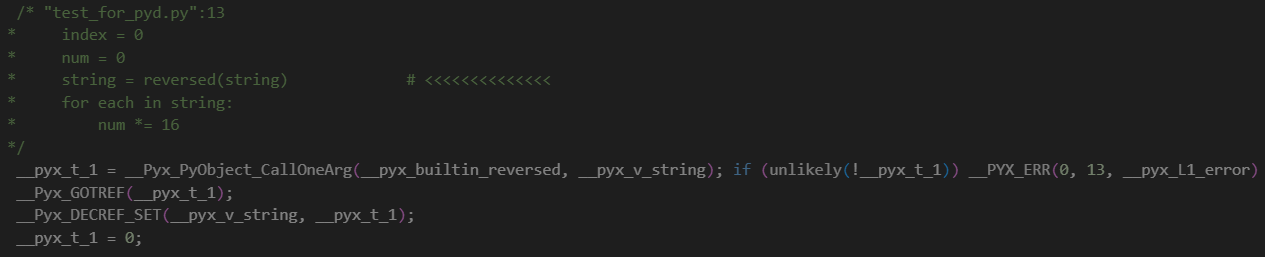 /* "test_for_pyd.py":13
*     index = 0
*     num = 0
*     string = reversed(string)             # <<<<<<<<<<<<<<
*     for each in string:
*         num *= 16
*/
__pyx_t_1 = __Pyx_PyObject_CallOneArg(__pyx_builtin_reversed, __pyx_v_string); if (unlikely(!__pyx_t_1)) __PYX_ERR(0, 13, __pyx_L1_error)
__Pyx_GOTREF(__pyx_t_1);
__Pyx_DECREF_SET(__pyx_v_string, __pyx_t_1);
__pyx_t_1 = 0;